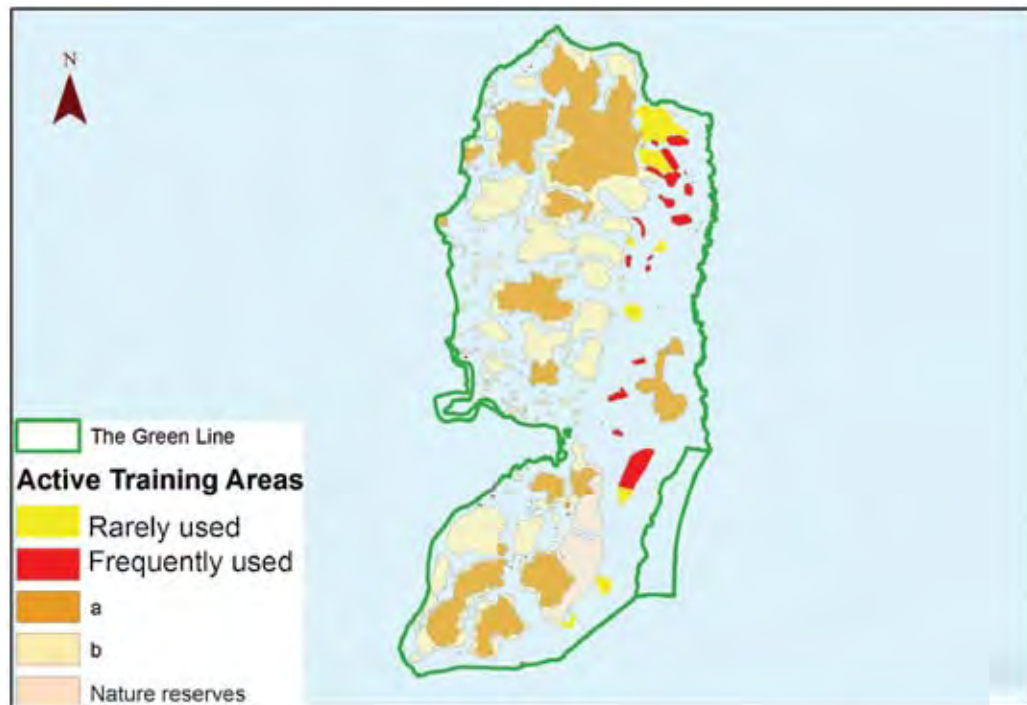 N
The Green Line
Active Training Areas
Rarely used
Frequently used
a
b
Nature reserves